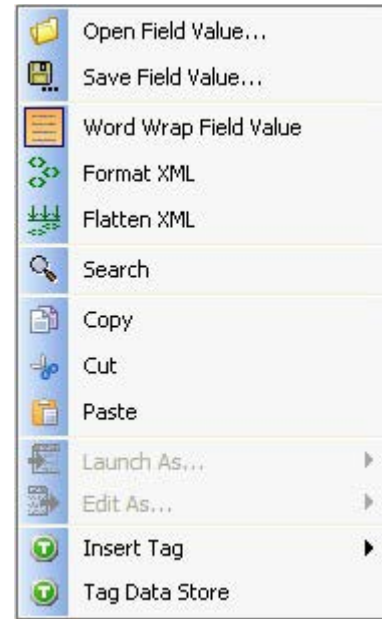 Open Field Value...
Save Field Value...
Word Wrap Field Value
Format XML
Flatten XML
Search
Copy
Cut
Paste
Launch As...
Edit As...
T Insert Tag
T Tag Data Store